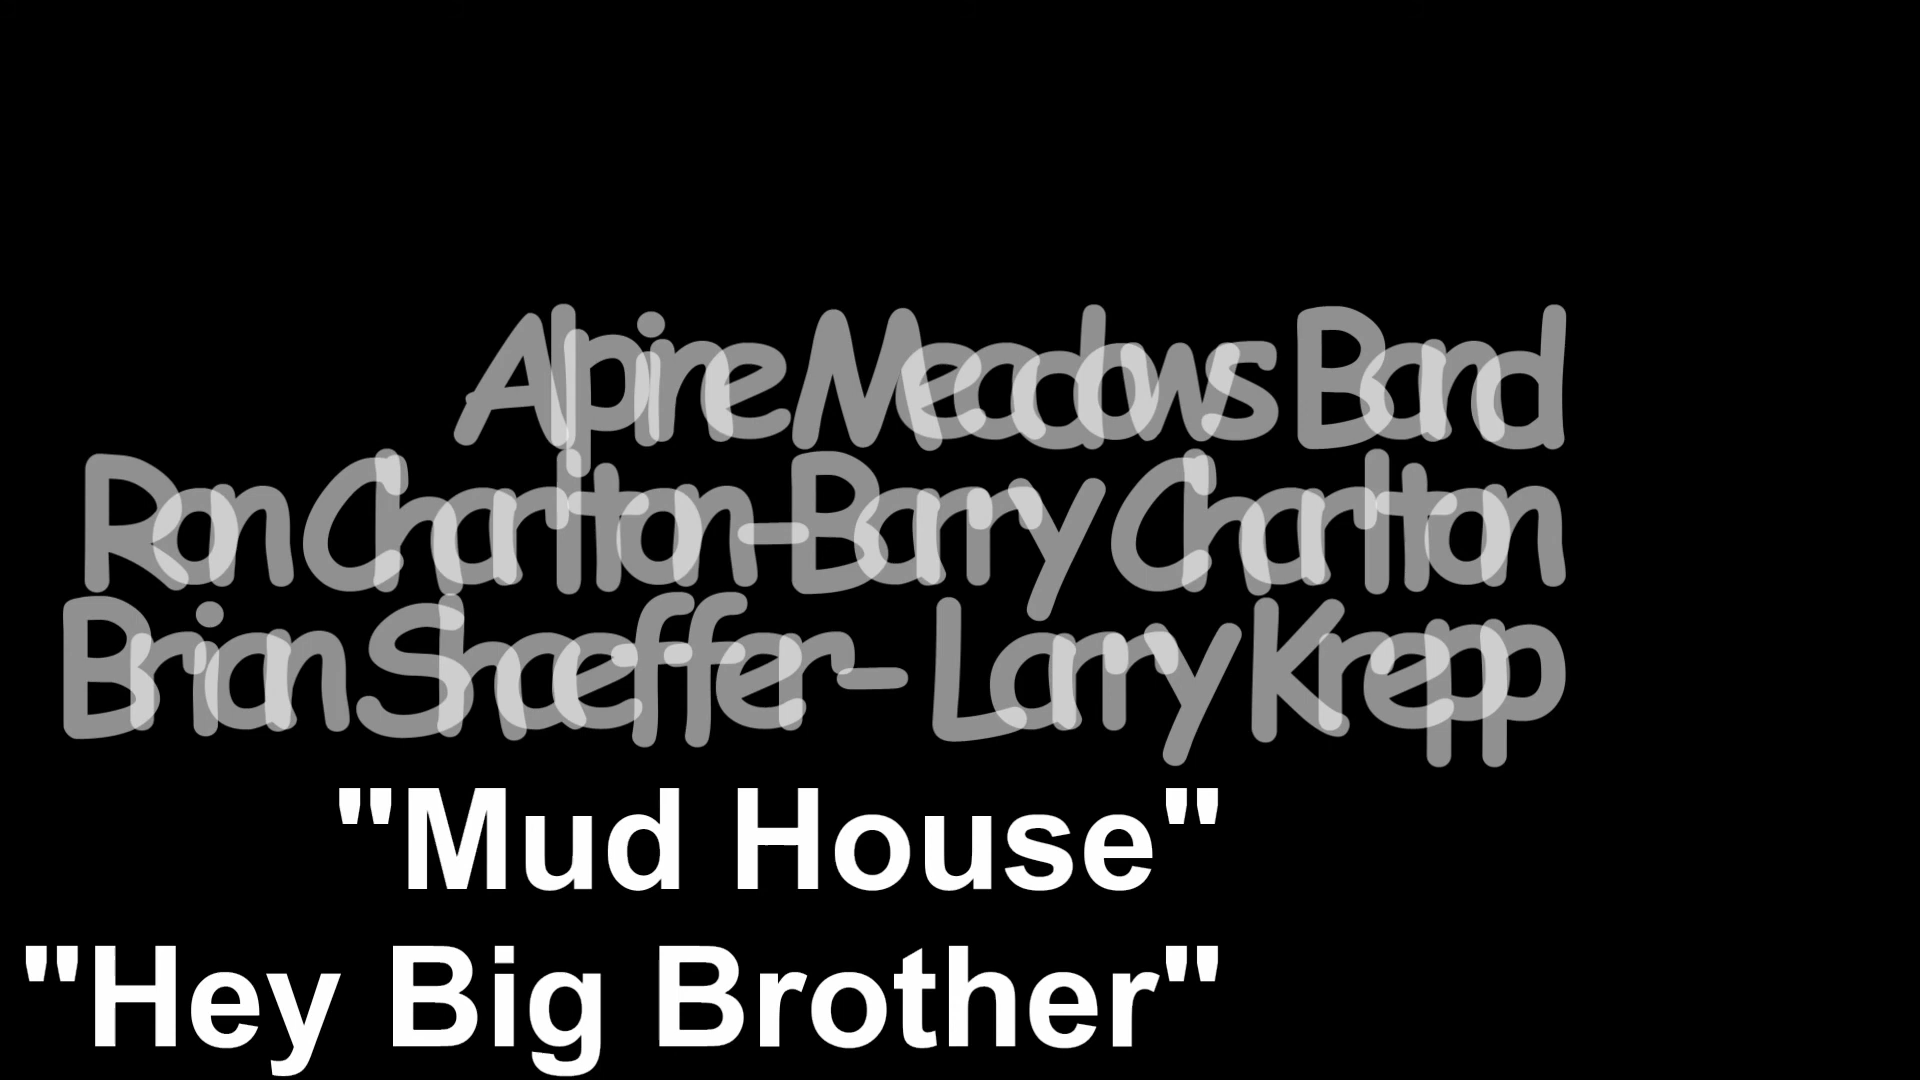 Alpine Meadows Band
Ron Charlton-Barry Charlton
Brian Shaeffer- Larry Krepp
"Mud House"
"Hey Big Brother"